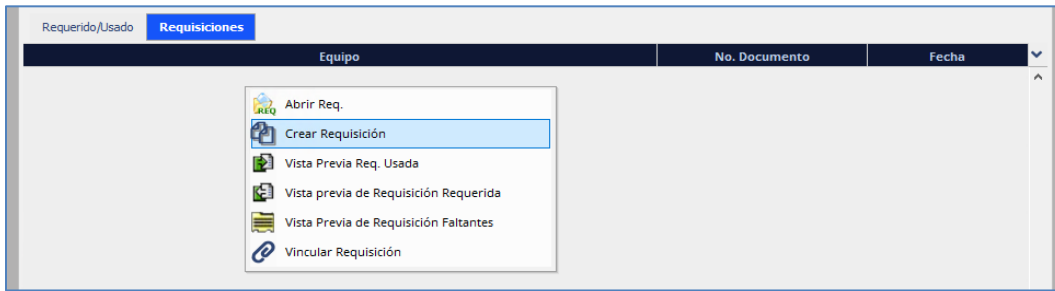 Requerido/Usado Requisiciones
Equipo No. Documento Fecha
REQ Abrir Req.
Crear Requisición
Vista Previa Req. Usada
Vista previa de Requisición Requerida
Vista Previa de Requisición Faltantes
Vincular Requisición